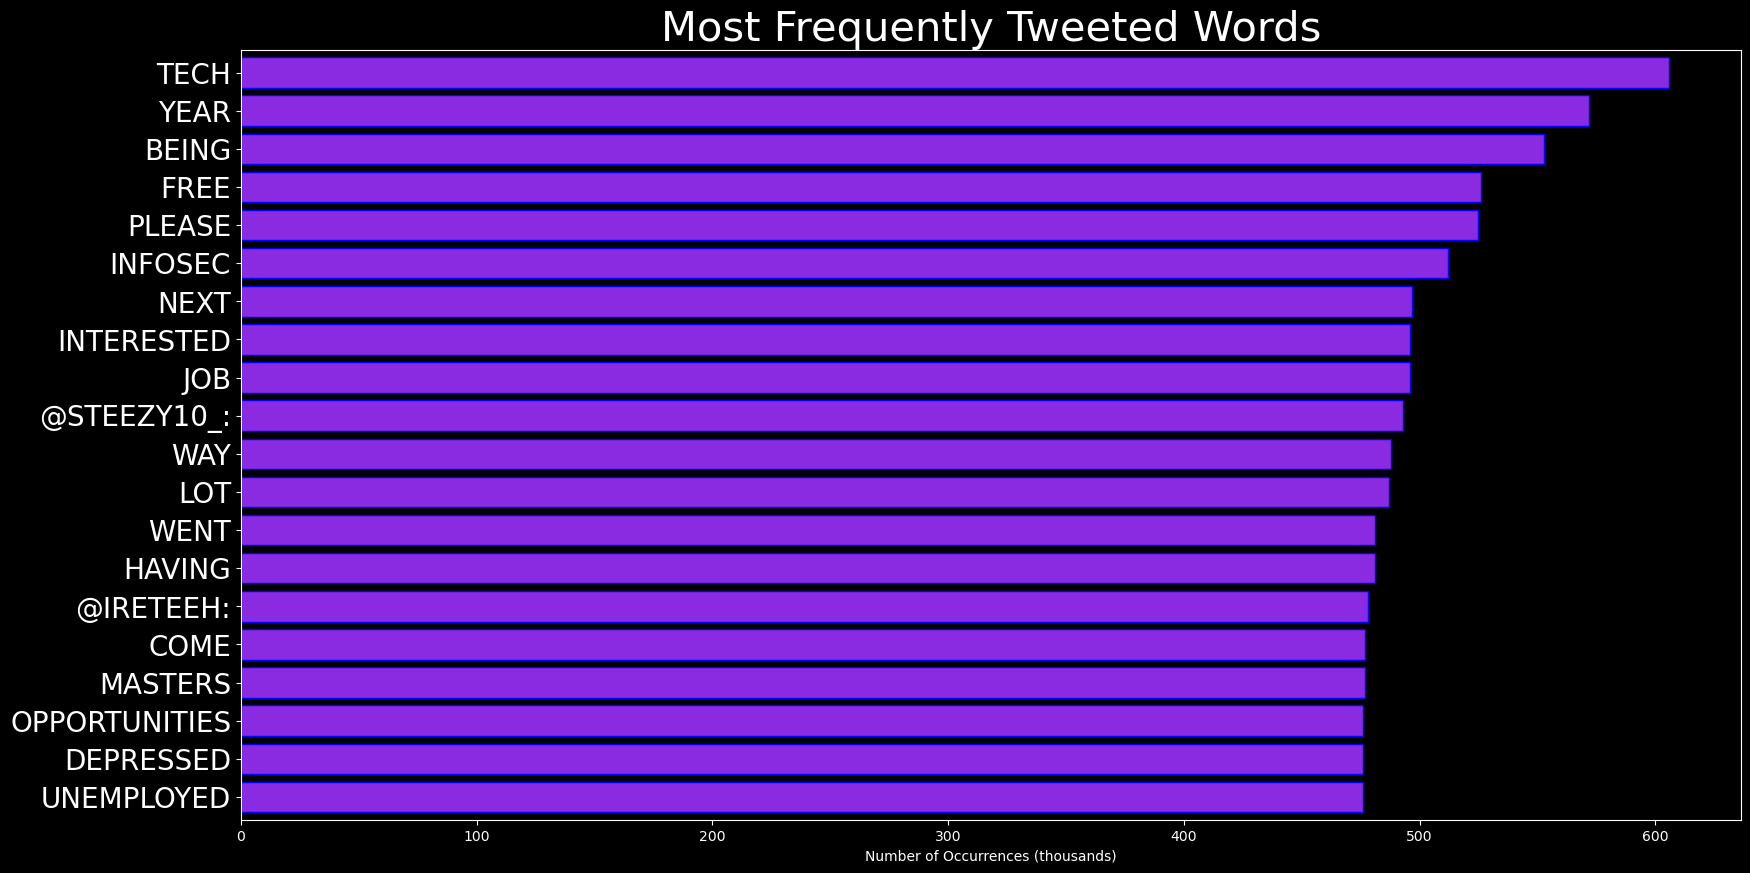 Most Frequently Tweeted Words
TECH
YEAR
BEING
FREE
PLEASE
INFOSEC
NEXT
INTERESTED
JOB
@STEEZY10_:
WAY
LOT
WENT
HAVING
@IRETEEH:
COME
MASTERS
OPPORTUNITIES
DEPRESSED
UNEMPLOYED
0 100 200 300 400 500 600
Number of Occurrences (thousands)